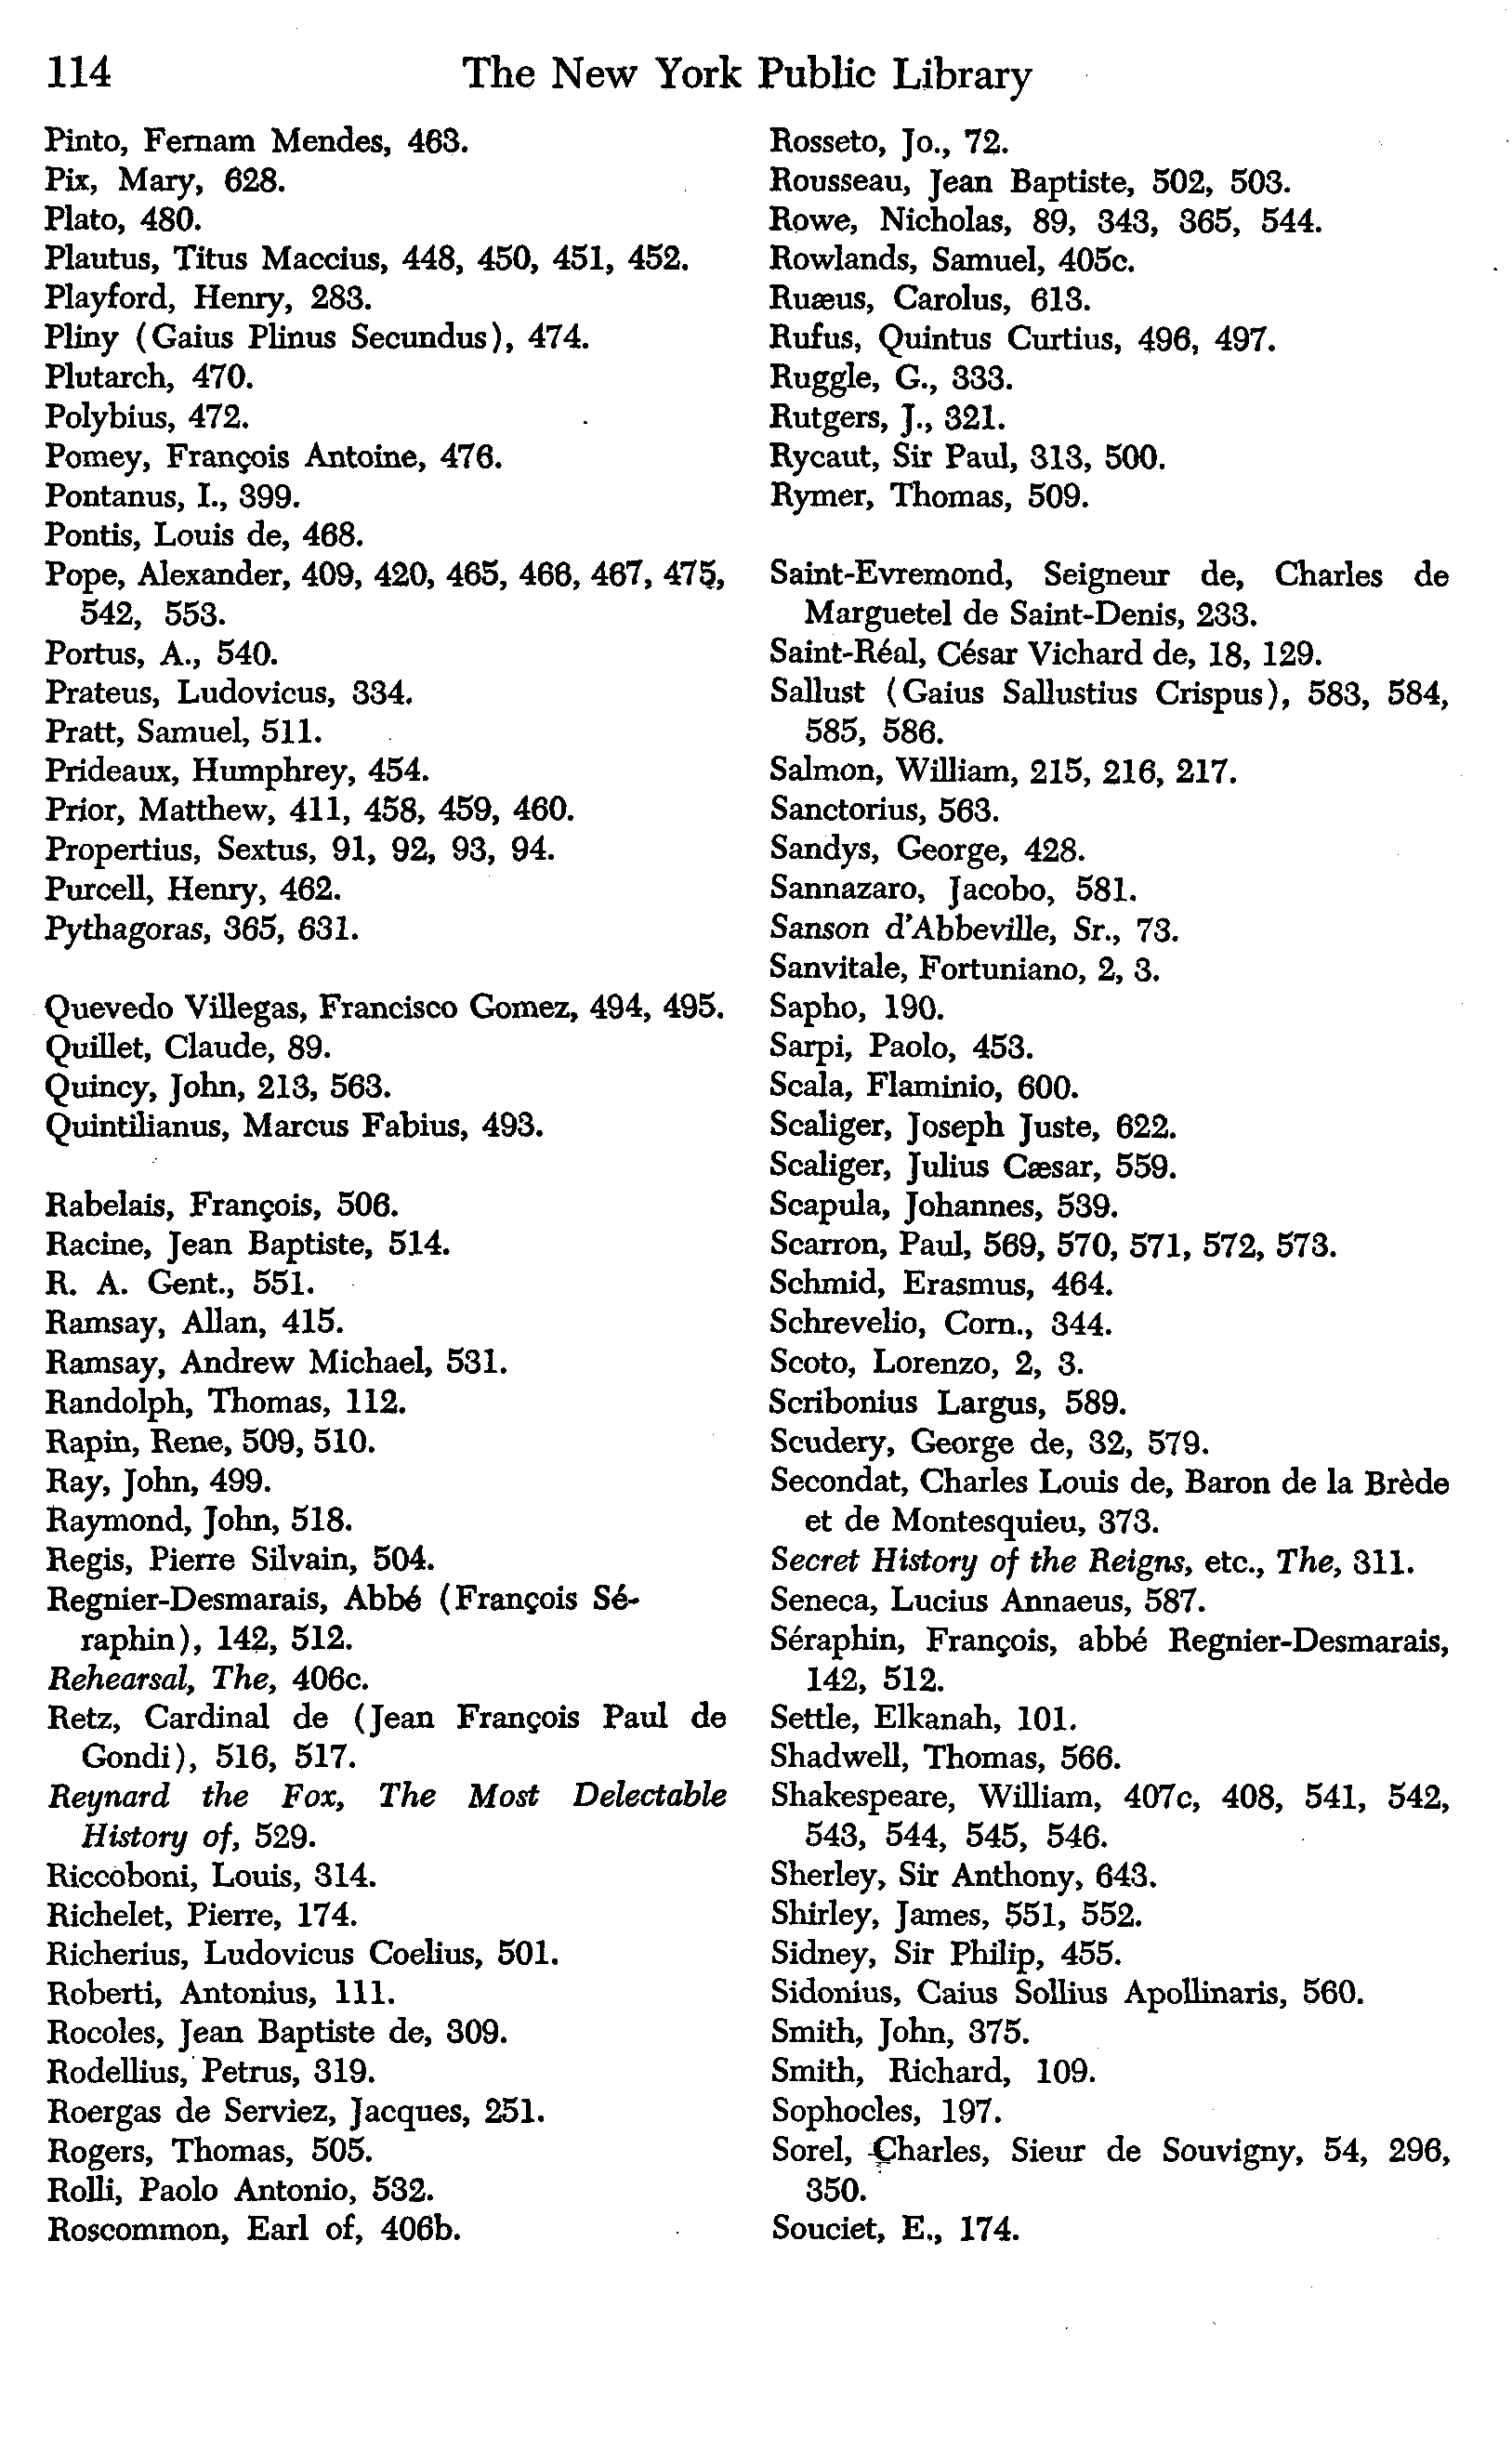 114 The New York Public Library
Pinto, Fernam Mendes, 463.
Pix, Mary, 628.
Plato, 480.
Plautus, Titus Maccius, 448, 450, 451, 452.
Playford, Henry, 283.
Pliny (Gaius Plinus Secundus), 474.
Plutarch, 470.
Polybius, 472.
Pomey, François Antoine, 476.
Pontanus, I., 399.
Pontis, Louis de, 468.
Pope, Alexander, 409, 420, 465, 466, 467, 475,
542, 553.
Portus, A., 540.
Prateus, Ludovicus, 334.
Pratt, Samuel, 511.
Prideaux, Humphrey, 454.
Prior, Matthew, 411, 458, 459, 460.
Propertius, Sextus, 91, 92, 93, 94.
Purcell, Henry, 462.
Pythagoras, 365, 631.
Quevedo Villegas, Francisco Gomez, 494, 495.
Quillet, Claude, 89.
Quincy, John, 213, 563.
Quintilianus, Marcus Fabius, 493.
Rabelais, François, 506.
Racine, Jean Baptiste, 514.
R. A. Gent., 551.
Ramsay, Allan, 415.
Ramsay, Andrew Michael, 531.
Randolph, Thomas, 112.
Rapin, Rene, 509, 510.
Ray, John, 499.
Raymond, John, 518.
Regis, Pierre Silvain, 504.
Regnier-Desmarais, Abbé (François Sé-
raphin), 142, 512.
Rehearsal, The, 406c.
Retz, Cardinal de (Jean François Paul de
Gondi), 516, 517.
Reynard the Fox, The Most Delectable
History of, 529.
Riccoboni, Louis, 314.
Richelet, Pierre, 174.
Richerius, Ludovicus Coelius, 501.
Roberti, Antonius, 111.
Rocoles, Jean Baptiste de, 309.
Rodellius, Petrus, 319.
Roergas de Serviez, Jacques, 251.
Rogers, Thomas, 505.
Rolli, Paolo Antonio, 532.
Roscommon, Earl of, 406b.
Rosseto, Jo., 72.
Rousseau, Jean Baptiste, 502, 503.
Rowe, Nicholas, 89, 343, 365, 544.
Rowlands, Samuel, 405c.
Ruæus, Carolus, 613.
Rufus, Quintus Curtius, 496, 497.
Ruggle, G., 333.
Rutgers, J., 321.
Rycaut, Sir Paul, 313, 500.
Rymer, Thomas, 509.
Saint-Evremond, Seigneur de, Charles de
Marguetel de Saint-Denis, 233.
Saint-Réal, César Vichard de, 18, 129.
Sallust (Gaius Sallustius Crispus), 583, 584,
585, 586.
Salmon, William, 215, 216, 217.
Sanctorius, 563.
Sandys, George, 428.
Sannazaro, Jacobo, 581.
Sanson d'Abbeville, Sr., 73.
Sanvitale, Fortuniano, 2, 3.
Sapho, 190.
Sarpi, Paolo, 453.
Scala, Flaminio, 600.
Scaliger, Joseph Juste, 622.
Scaliger, Julius Cæsar, 559.
Scapula, Johannes, 539.
Scarron, Paul, 569, 570, 571, 572, 573.
Schmid, Erasmus, 464.
Schrevelio, Corn., 344.
Scoto, Lorenzo, 2, 3.
Scribonius Largus, 589.
Scudery, George de, 32, 579.
Secondat, Charles Louis de, Baron de la Brède
et de Montesquieu, 373.
Secret History of the Reigns, etc., The, 311.
Seneca, Lucius Annaeus, 587.
Séraphin, François, abbé Regnier-Desmarais,
142, 512.
Settle, Elkanah, 101.
Shadwell, Thomas, 566.
Shakespeare, William, 407c, 408, 541, 542,
543, 544, 545, 546.
Sherley, Sir Anthony, 643.
Shirley, James, 551, 552.
Sidney, Sir Philip, 455.
Sidonius, Caius Sollius Apollinaris, 560.
Smith, John, 375.
Smith, Richard, 109.
Sophocles, 197.
Sorel, Charles, Sieur de Souvigny, 54, 296,
350.
Souciet, E., 174.